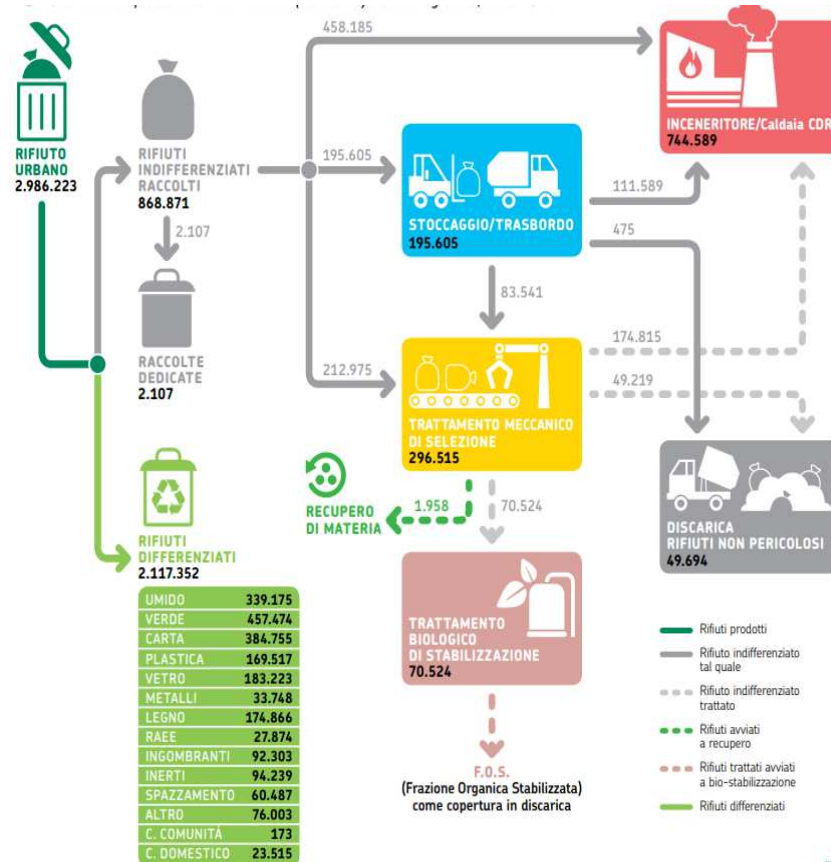 458.185
RIFIUTO
URBANO
2.986.223
RIFIUTI
INDIFFERENZIATI
RACCOLTI
868.871
2.107
RACCOLTE
DEDICATE
2.107
195.605
STOCCAGGIO/TRASBORDO
195.605
INCENERITORE/Caldaia CDR
744.589
111.589
475
83.541
212.975
TRATTAMENTO MECCANICO
DI SELEZIONE
296.515
174.815
49.219
DISCARICA
RIFIUTI NON PERICOLOSI
49.694
RECUPERO
DI MATERIA
1.958
70.524
TRATTAMENTO
BIOLOGICO
DI STABILIZZAZIONE
70.524
F.O.S.
(Frazione Organica Stabilizzata)
come copertura in discarica
RIFIUTI
DIFFERENZIATI
2.117.352
UMIDO 339.175
VERDE 457.474
CARTA 384.755
PLASTICA 169.517
VETRO 183.223
METALLI 33.748
LEGNO 174.866
RAEE 27.874
INGOMBRANTI 92.303
INERTI 94.239
SPAZZAMENTO 60.487
ALTRO 76.003
C. COMUNITÁ 173
C. DOMESTICO 23.515
Rifiuti prodotti
Rifiuto indifferenziato
tal quale
Rifiuto indifferenziato
trattato
Rifiuti avviati
a recupero
Rifiuti trattati avviati
a bio-stabilizzazione
Rifiuti differenziati